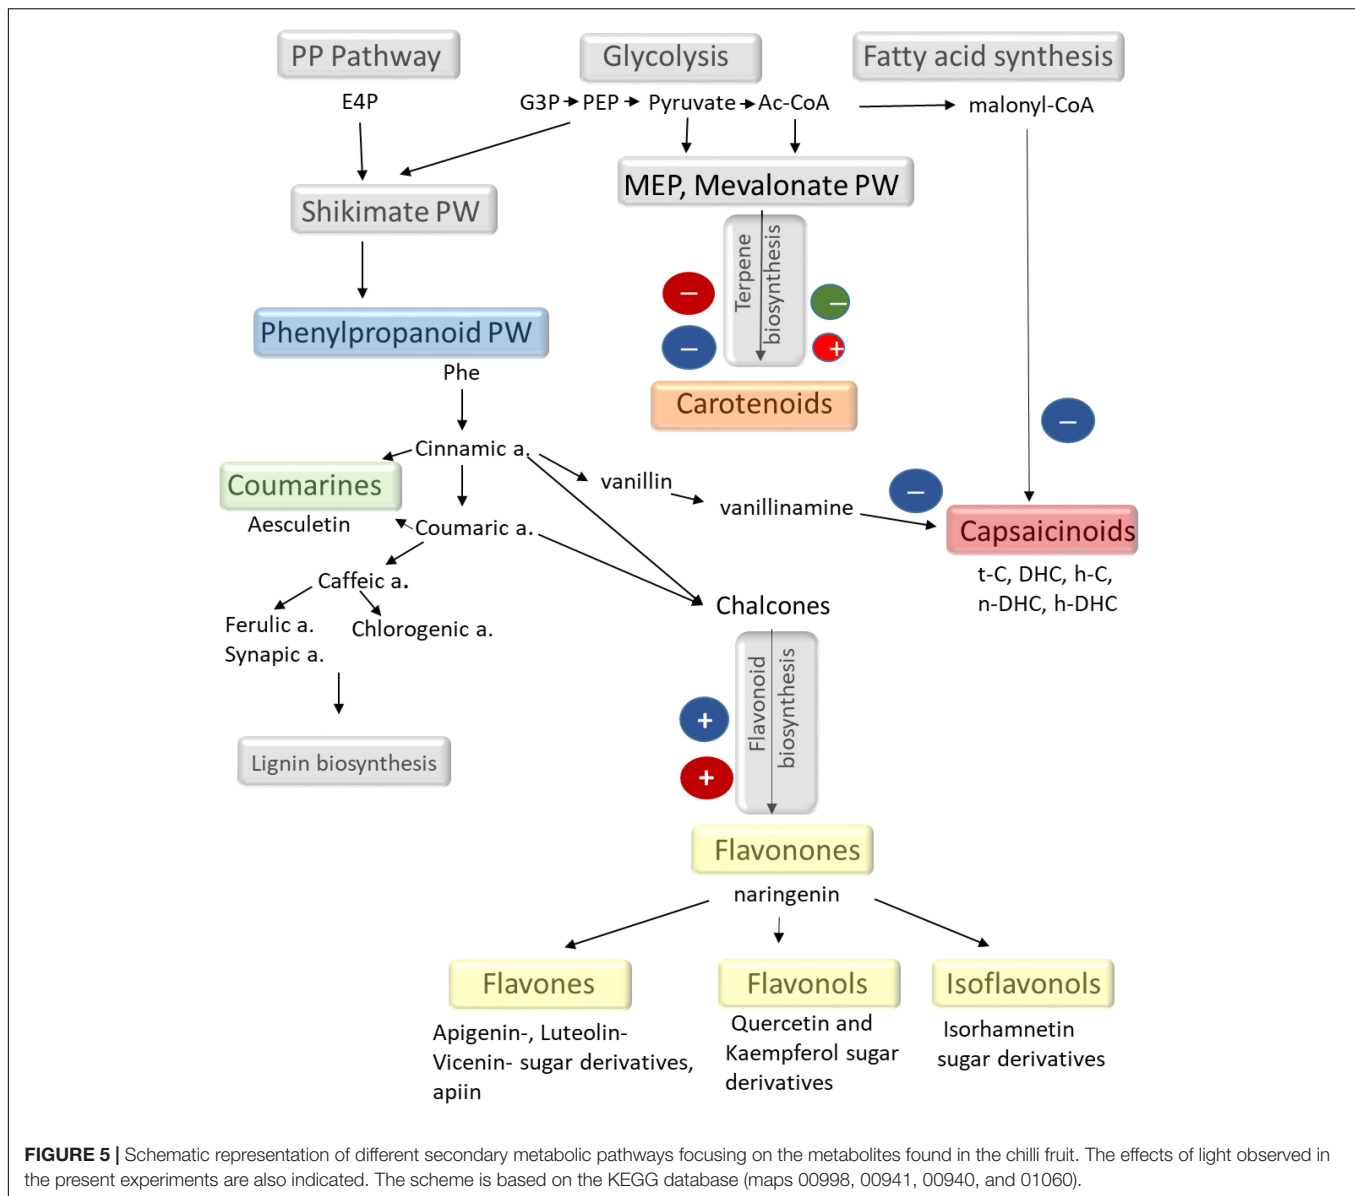 PP Pathway
Glycolysis
Fatty acid synthesis
E4P
G3P
PEP
Pyruvate
Ac-CoA
malonyl-CoA
MEP, Mevalonate PW
Shikimate PW
Terpene
biosynthesis
–
–
–
+
Phenylpropanoid PW
Phe
Carotenoids
–
Cinnamic a.
Coumarines
Aesculetin
vanillin
vanillinamine
–
Capsaicinoids
t-C, DHC, h-C,
n-DHC, h-DHC
Coumaric a.
Caffeic a.
Ferulic a.
Synapic a.
Chlorogenic a.
Chalcones
Flavonoid
biosynthesis
+
+
Lignin biosynthesis
Flavonones
naringenin
Flavones
Flavonols
Isoflavonols
Apigenin-, Luteolin-
Vicenin- sugar derivatives,
apiin
Quercetin and
Kaempferol sugar
derivatives
Isorhamnetin
sugar derivatives
FIGURE 5 | Schematic representation of different secondary metabolic pathways focusing on the metabolites found in the chilli fruit. The effects of light observed in
the present experiments are also indicated. The scheme is based on the KEGG database (maps 00998, 00941, 00940, and 01060).